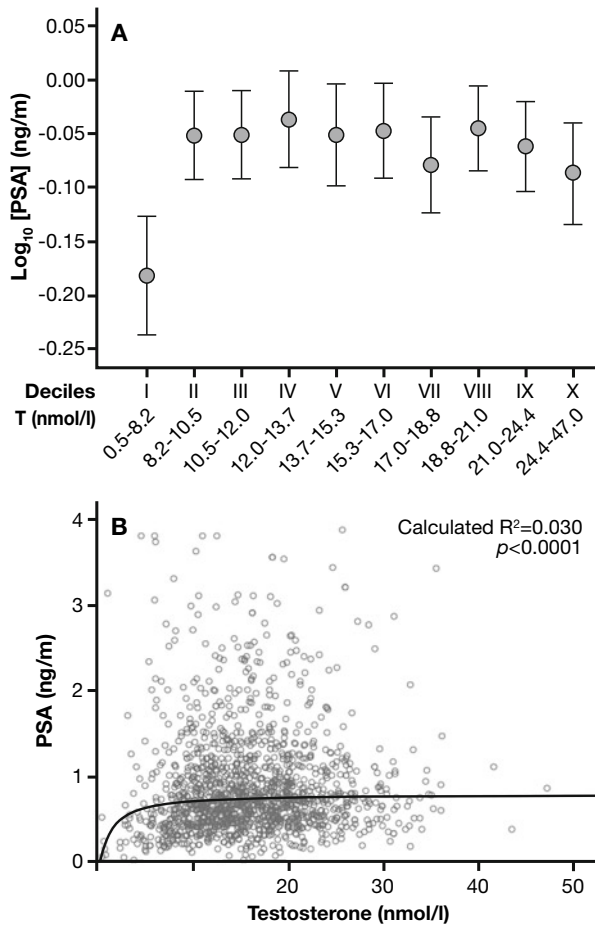 A
0.05
0.00
-0.05
-0.10
-0.15
-0.20
-0.25
Log10 [PSA] (ng/m)
Deciles I II III IV V VI VII VIII IX X
T (nmol/l) 0.5-8.2 8.2-10.5 10.5-12.0 12.0-13.7 13.7-15.3 15.3-17.0 17.0-18.8 18.8-21.0 21.0-24.4 24.4-47.0
B
Calculated R²=0.030
p<0.0001
4
3
2
1
0
PSA (ng/m)
20 30 40 50
Testosterone (nmol/l)